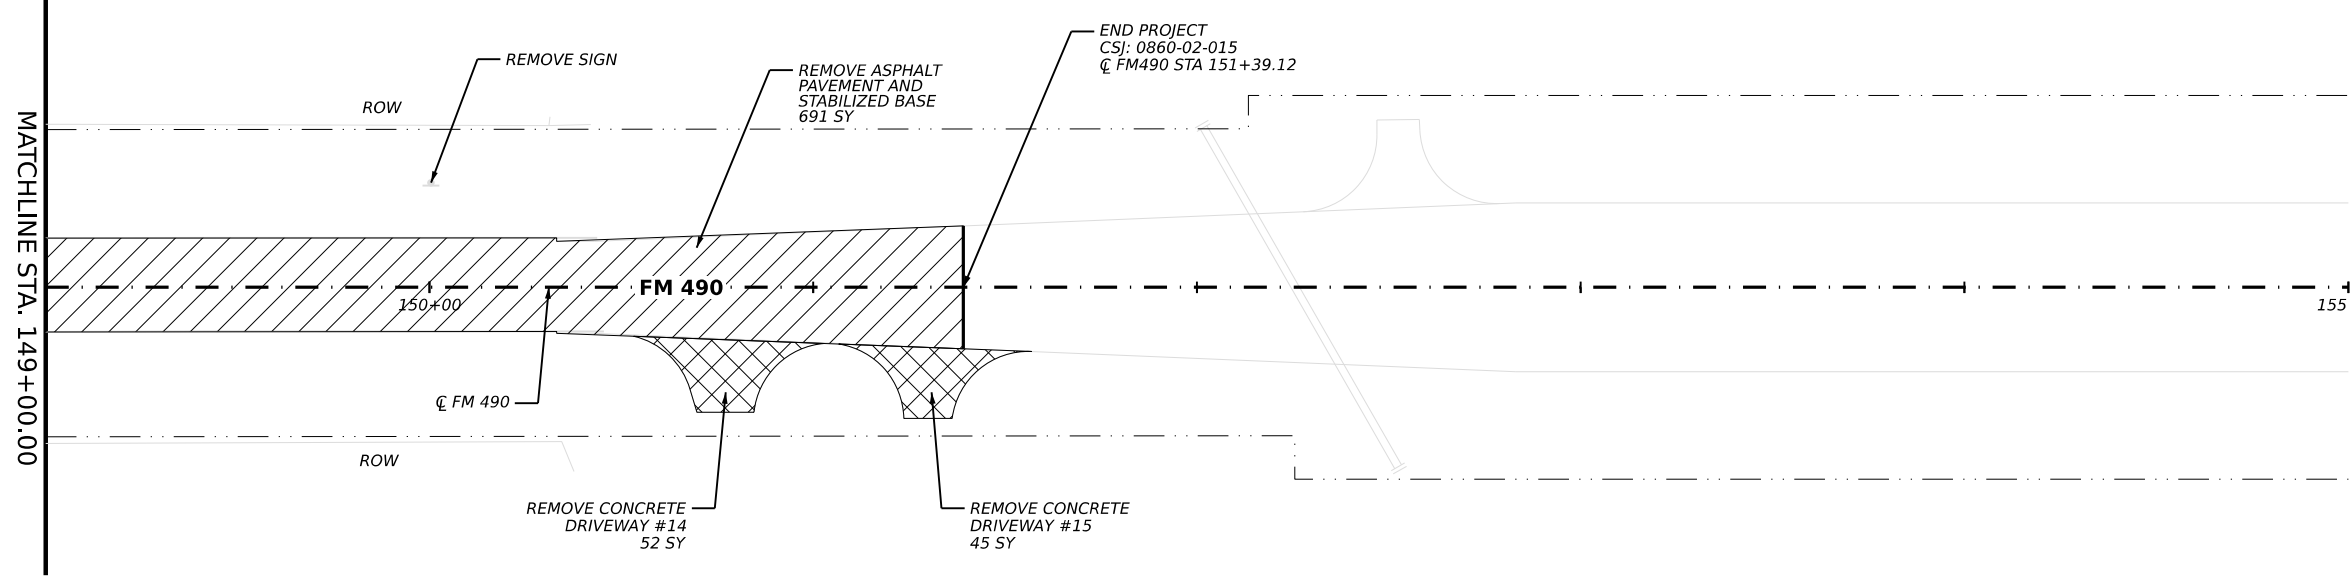 MATCHLINE STA. 149+00.00
REMOVE SIGN
ROW
REMOVE ASPHALT
PAVEMENT AND
STABILIZED BASE
691 SY
END PROJECT
CSJ: 0860-02-015
℄ FM490 STA 151+39.12
FM 490
150+00
155
℄ FM 490
ROW
REMOVE CONCRETE
DRIVEWAY #14
52 SY
REMOVE CONCRETE
DRIVEWAY #15
45 SY